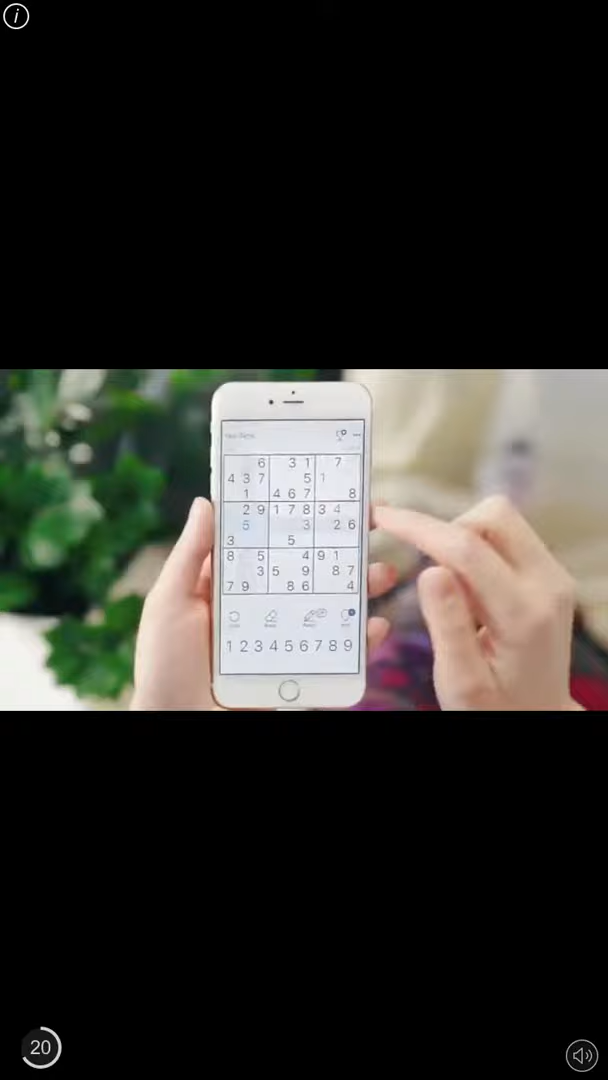 i
6 3 1 7
4 3 7 5 1
1 4 6 7 8
2 9 1 7 8 3 4
5 3 2 6
3 5
8 5 4 9 1
3 5 9 8 7
7 9 8 6 4
1 2 3 4 5 6 7 8 9
20